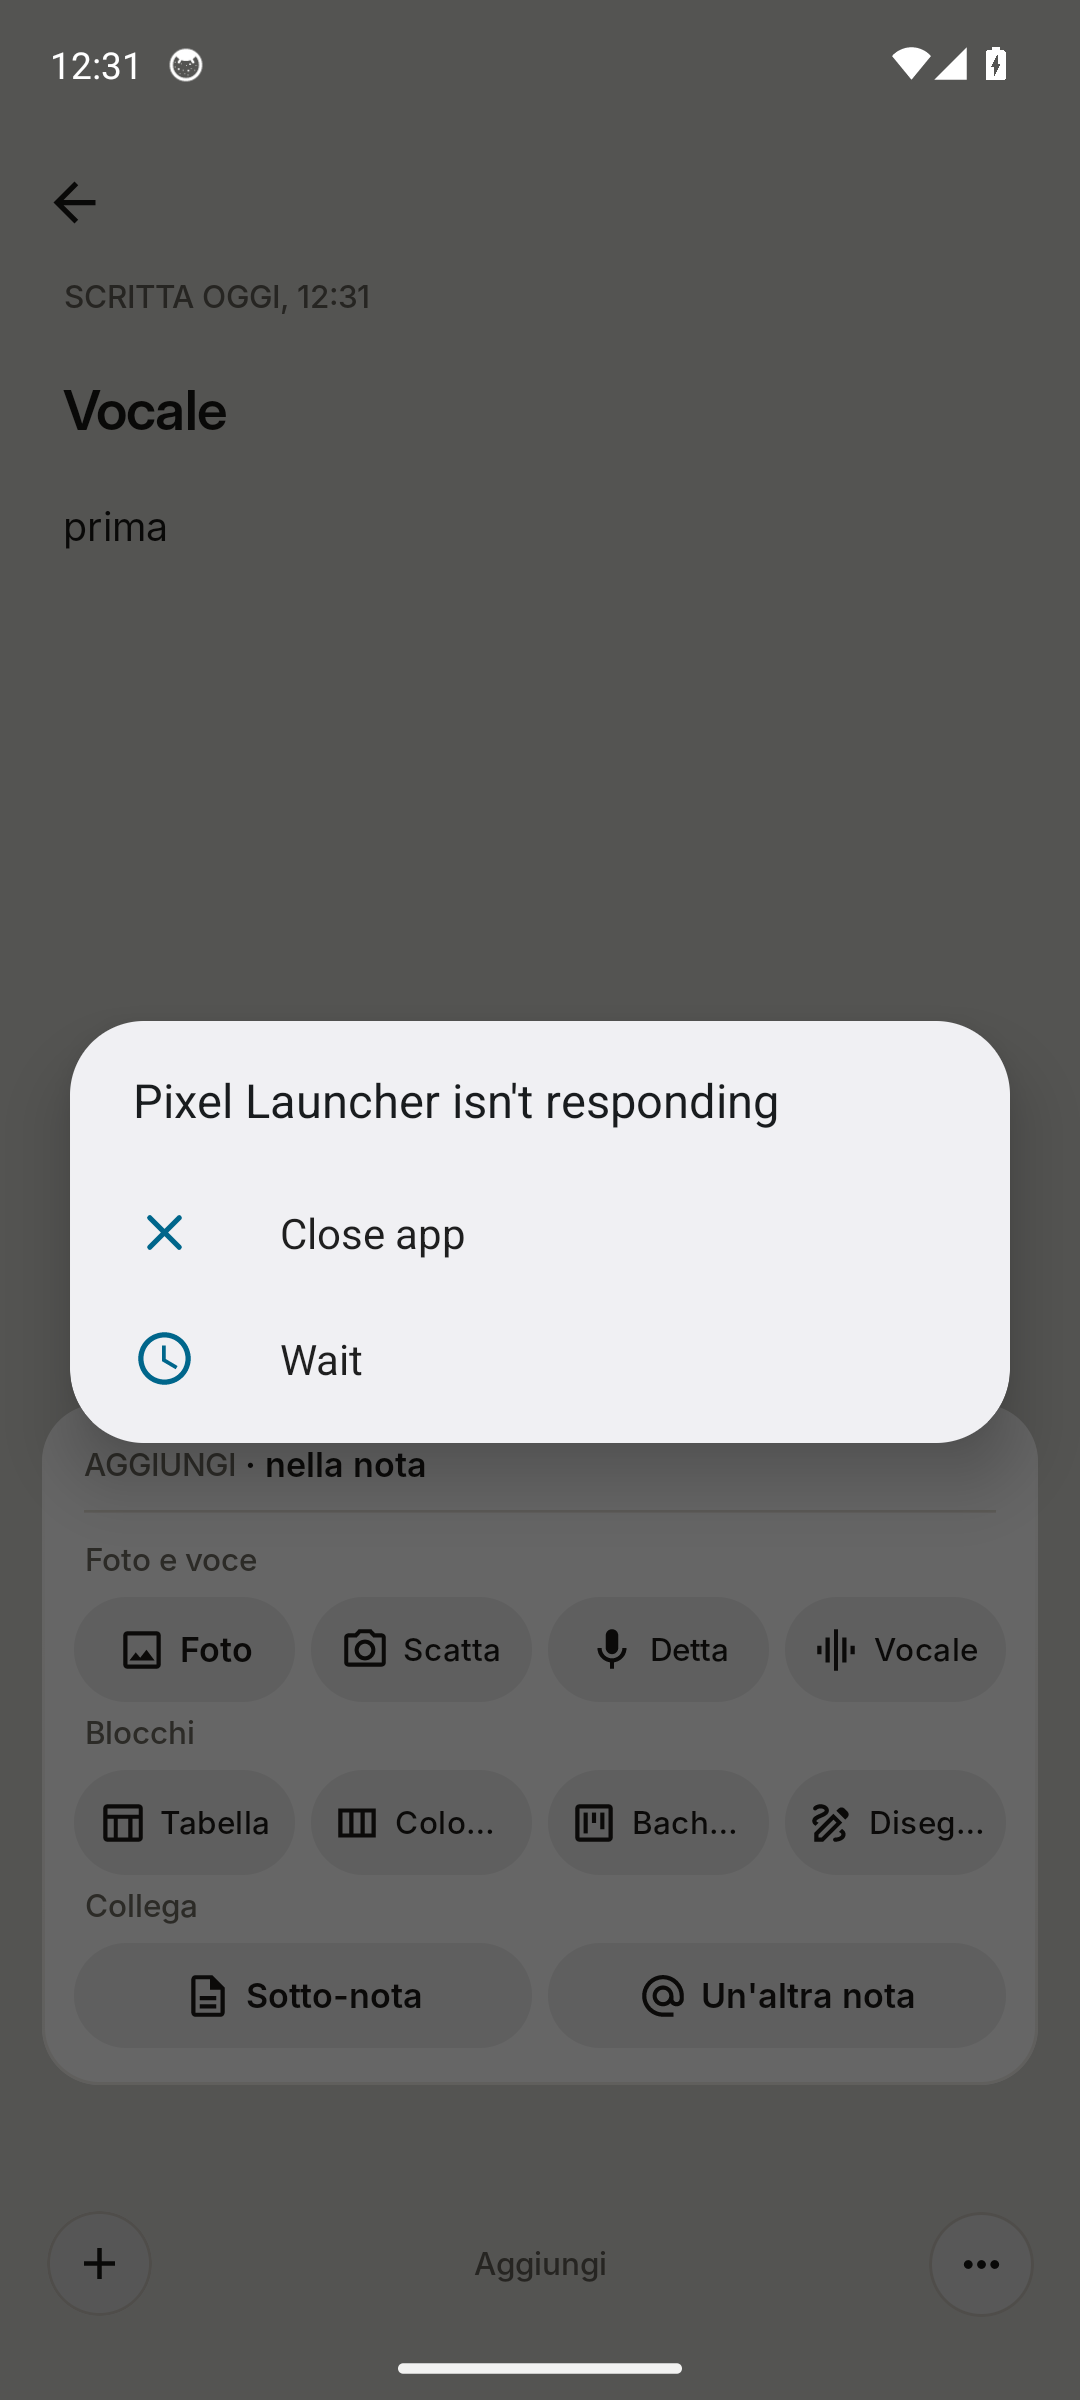 12:31
SCRITTA OGGI, 12:31
Vocale
prima
Pixel Launcher isn't responding
Close app
Wait
AGGIUNGI · nella nota
Foto e voce
Foto
Scatta
Detta
Vocale
Blocchi
Tabella
Colo...
Bach...
Diseg...
Collega
Sotto-nota
Un'altra nota
Aggiungi